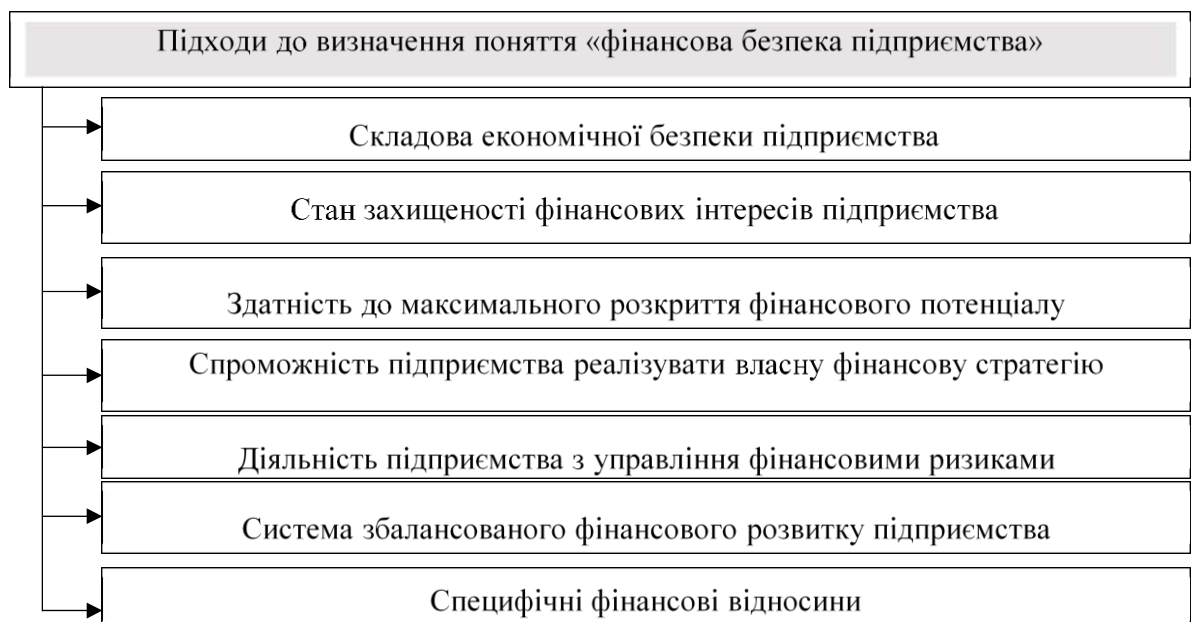 Підходи до визначення поняття «фінансова безпека підприємства»
Складова економічної безпеки підприємства
Стан захищеності фінансових інтересів підприємства
Здатність до максимального розкриття фінансового потенціалу
Спроможність підприємства реалізувати власну фінансову стратегію
Діяльність підприємства з управління фінансовими ризиками
Система збалансованого фінансового розвитку підприємства
Специфічні фінансові відносини